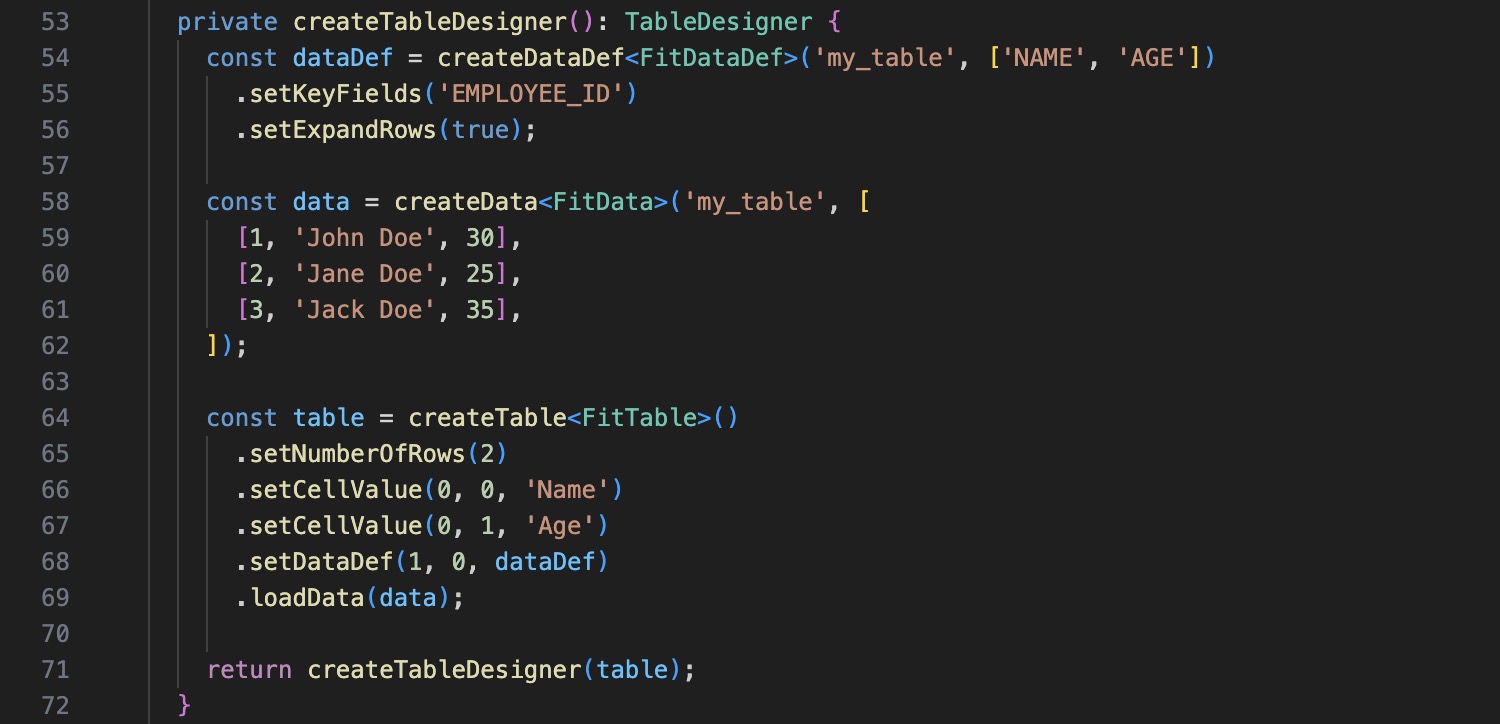 53 private createTableDesigner(): TableDesigner {
54 const dataDef = createDataDef<FitDataDef>('my_table', ['NAME', 'AGE'])
55 .setKeyFields('EMPLOYEE_ID')
56 .setExpandRows(true);
57
58 const data = createData<FitData>('my_table', [
59 [1, 'John Doe', 30],
60 [2, 'Jane Doe', 25],
61 [3, 'Jack Doe', 35],
62 ]);
63
64 const table = createTable<FitTable>()
65 .setNumberOfRows(2)
66 .setCellValue(0, 0, 'Name')
67 .setCellValue(0, 1, 'Age')
68 .setDataDef(1, 0, dataDef)
69 .loadData(data);
70
71 return createTableDesigner(table);
72 }